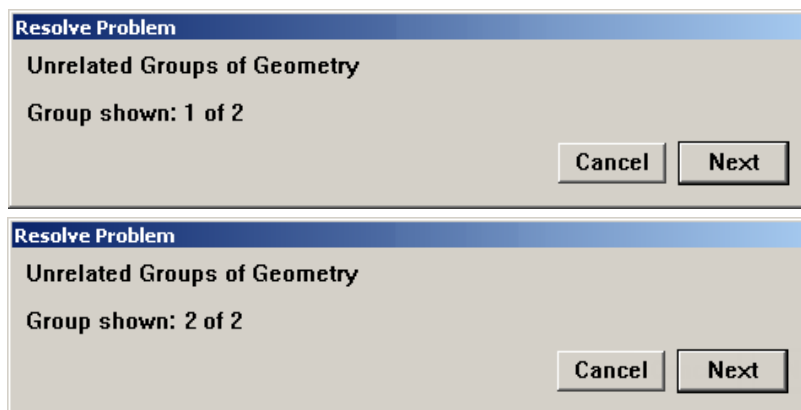 Resolve Problem
Unrelated Groups of Geometry
Group shown: 1 of 2
Cancel Next
Resolve Problem
Unrelated Groups of Geometry
Group shown: 2 of 2
Cancel Next